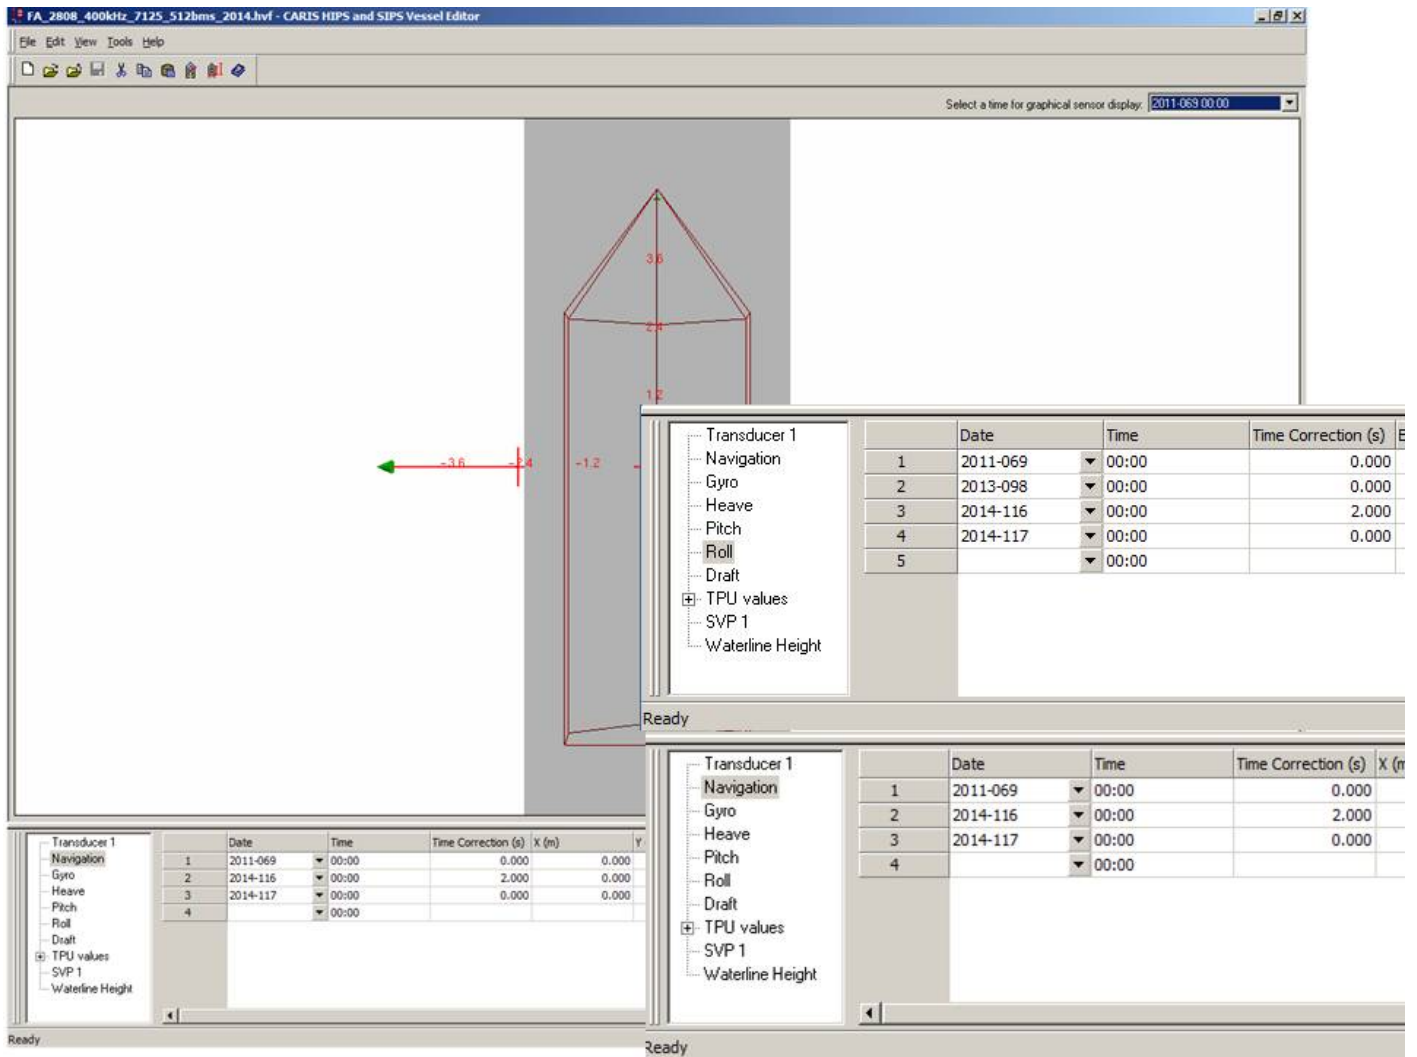 FA_2808_400kHz_7125_512bms_2014.hvf - CARIS HIPS and SIPS Vessel Editor
File Edit View Tools Help
Select a time for graphical sensor display: 2011-069 00:00
3.6
2.4
1.2
-3.6 -2.4 -1.2
Transducer 1
Navigation
Gyro
Heave
Pitch
Roll
Draft
TPU values
SVP 1
Waterline Height
Date Time Time Correction (s)
1 2011-069 00:00 0.000
2 2013-098 00:00 0.000
3 2014-116 00:00 2.000
4 2014-117 00:00 0.000
5 00:00
Ready
Transducer 1
Navigation
Gyro
Heave
Pitch
Roll
Draft
TPU values
SVP 1
Waterline Height
Date Time Time Correction (s) X (m
1 2011-069 00:00 0.000
2 2014-116 00:00 2.000
3 2014-117 00:00 0.000
4 00:00
Ready
Transducer 1
Navigation
Gyro
Heave
Pitch
Roll
Draft
TPU values
SVP 1
Waterline Height
Date Time Time Correction (s) X (m) Y
1 2011-069 00:00 0.000 0.000
2 2014-116 00:00 2.000 0.000
3 2014-117 00:00 0.000 0.000
4 00:00
Ready